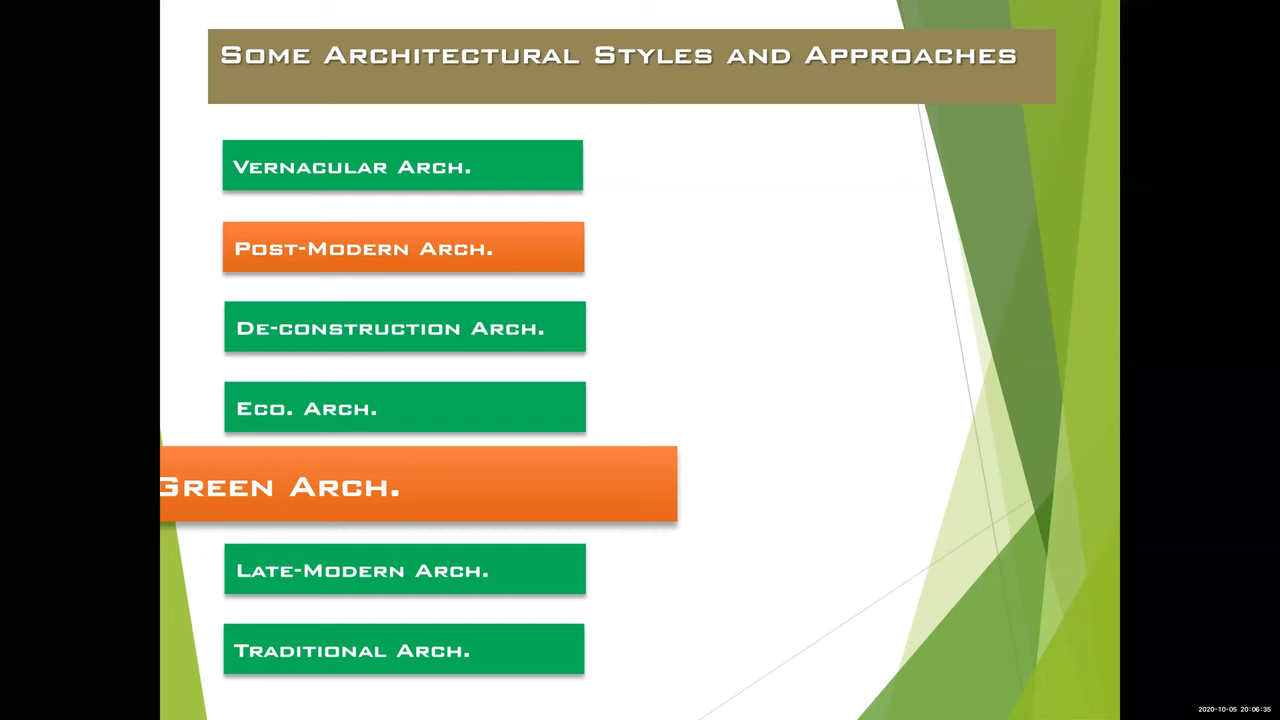 Some Architectural Styles and Approaches
Vernacular Arch.
Post-Modern Arch.
De-construction Arch.
Eco. Arch.
Green Arch.
Late-Modern Arch.
Traditional Arch.
2020-10-05 20:06:35